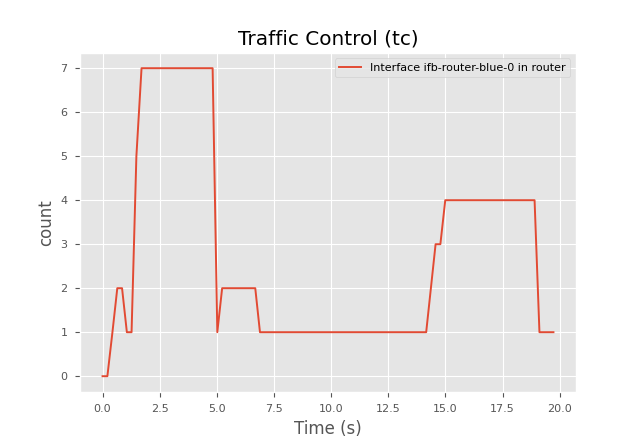 Traffic Control (tc)
Interface ifb-router-blue-0 in router
7
6
5
4
3
2
1
0
count
0.0 2.5 5.0 7.5 10.0 12.5 15.0 17.5 20.0
Time (s)